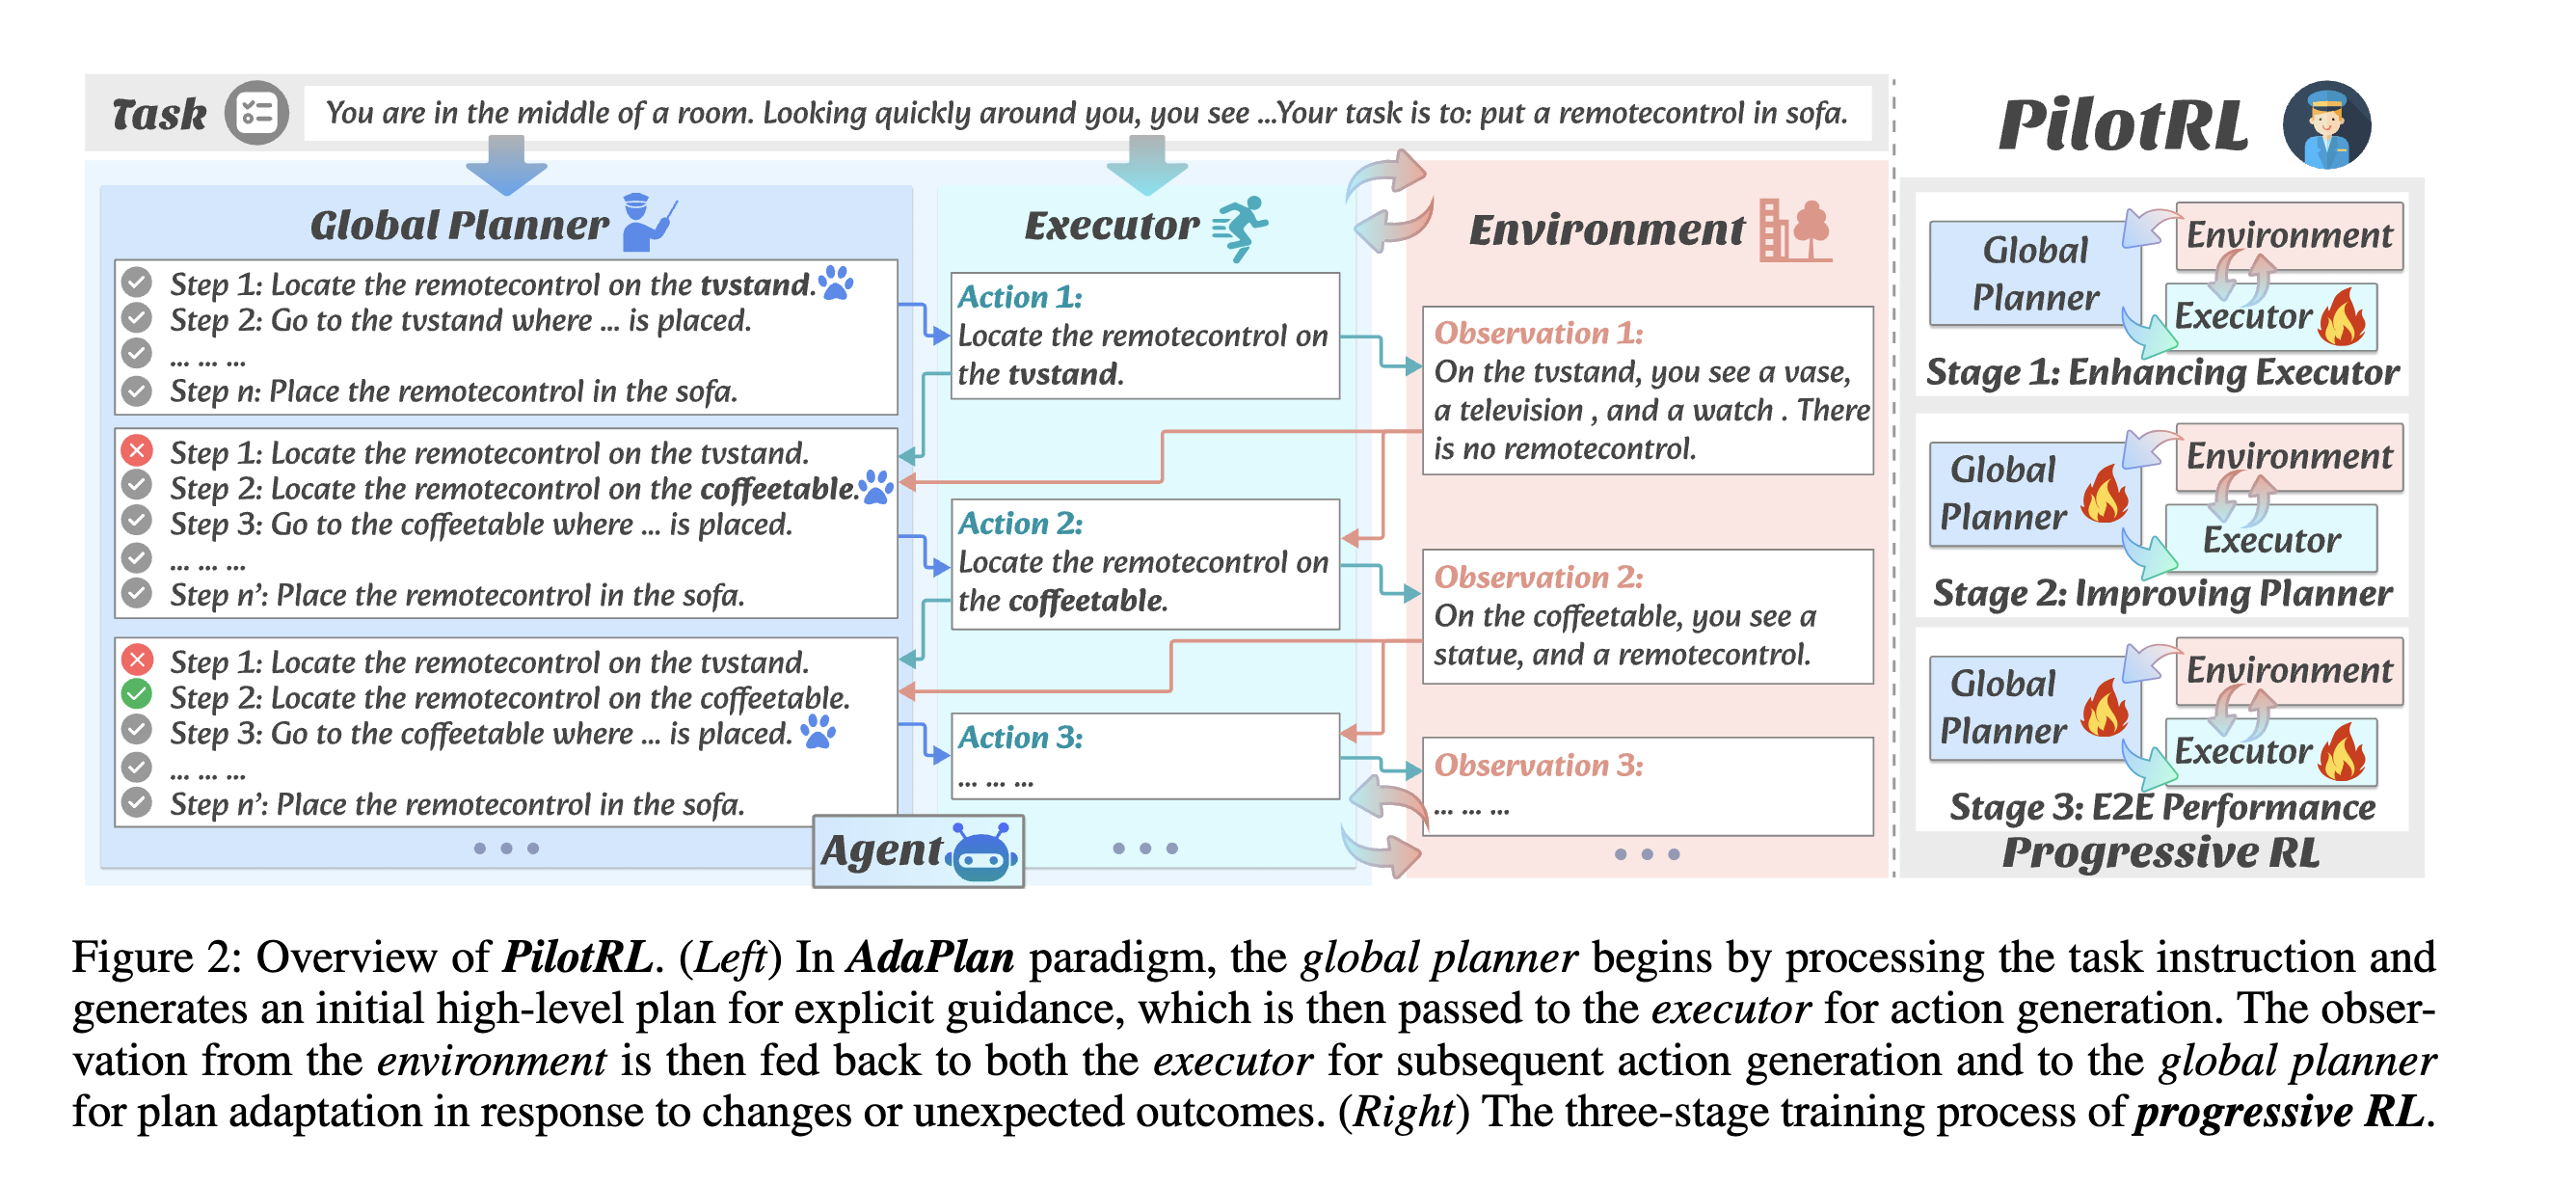 Task
You are in the middle of a room. Looking quickly around you, you see ...Your task is to: put a remotecontrol in sofa.
Global Planner
Step 1: Locate the remotecontrol on the tvstand.
Step 2: Go to the tvstand where ... is placed.
... ... ...
Step n: Place the remotecontrol in the sofa.
Step 1: Locate the remotecontrol on the tvstand.
Step 2: Locate the remotecontrol on the coffeetable.
Step 3: Go to the coffeetable where ... is placed.
... ... ...
Step n’: Place the remotecontrol in the sofa.
Step 1: Locate the remotecontrol on the tvstand.
Step 2: Locate the remotecontrol on the coffeetable.
Step 3: Go to the coffeetable where ... is placed.
... ... ...
Step n’: Place the remotecontrol in the sofa.
Agent
Executor
Action 1:
Locate the remotecontrol on
the tvstand.
Action 2:
Locate the remotecontrol on
the coffeetable.
Action 3:
... ... ...
Environment
Observation 1:
On the tvstand, you see a vase,
a television , and a watch . There
is no remotecontrol.
Observation 2:
On the coffeetable, you see a
statue, and a remotecontrol.
Observation 3:
... ... ...
PilotRL
Global
Planner
Environment
Executor
Stage 1: Enhancing Executor
Global
Planner
Environment
Executor
Stage 2: Improving Planner
Global
Planner
Environment
Executor
Stage 3: E2E Performance
Progressive RL
Figure 2: Overview of PilotRL. (Left) In AdaPlan paradigm, the global planner begins by processing the task instruction and
generates an initial high-level plan for explicit guidance, which is then passed to the executor for action generation. The obser-
vation from the environment is then fed back to both the executor for subsequent action generation and to the global planner
for plan adaptation in response to changes or unexpected outcomes. (Right) The three-stage training process of progressive RL.